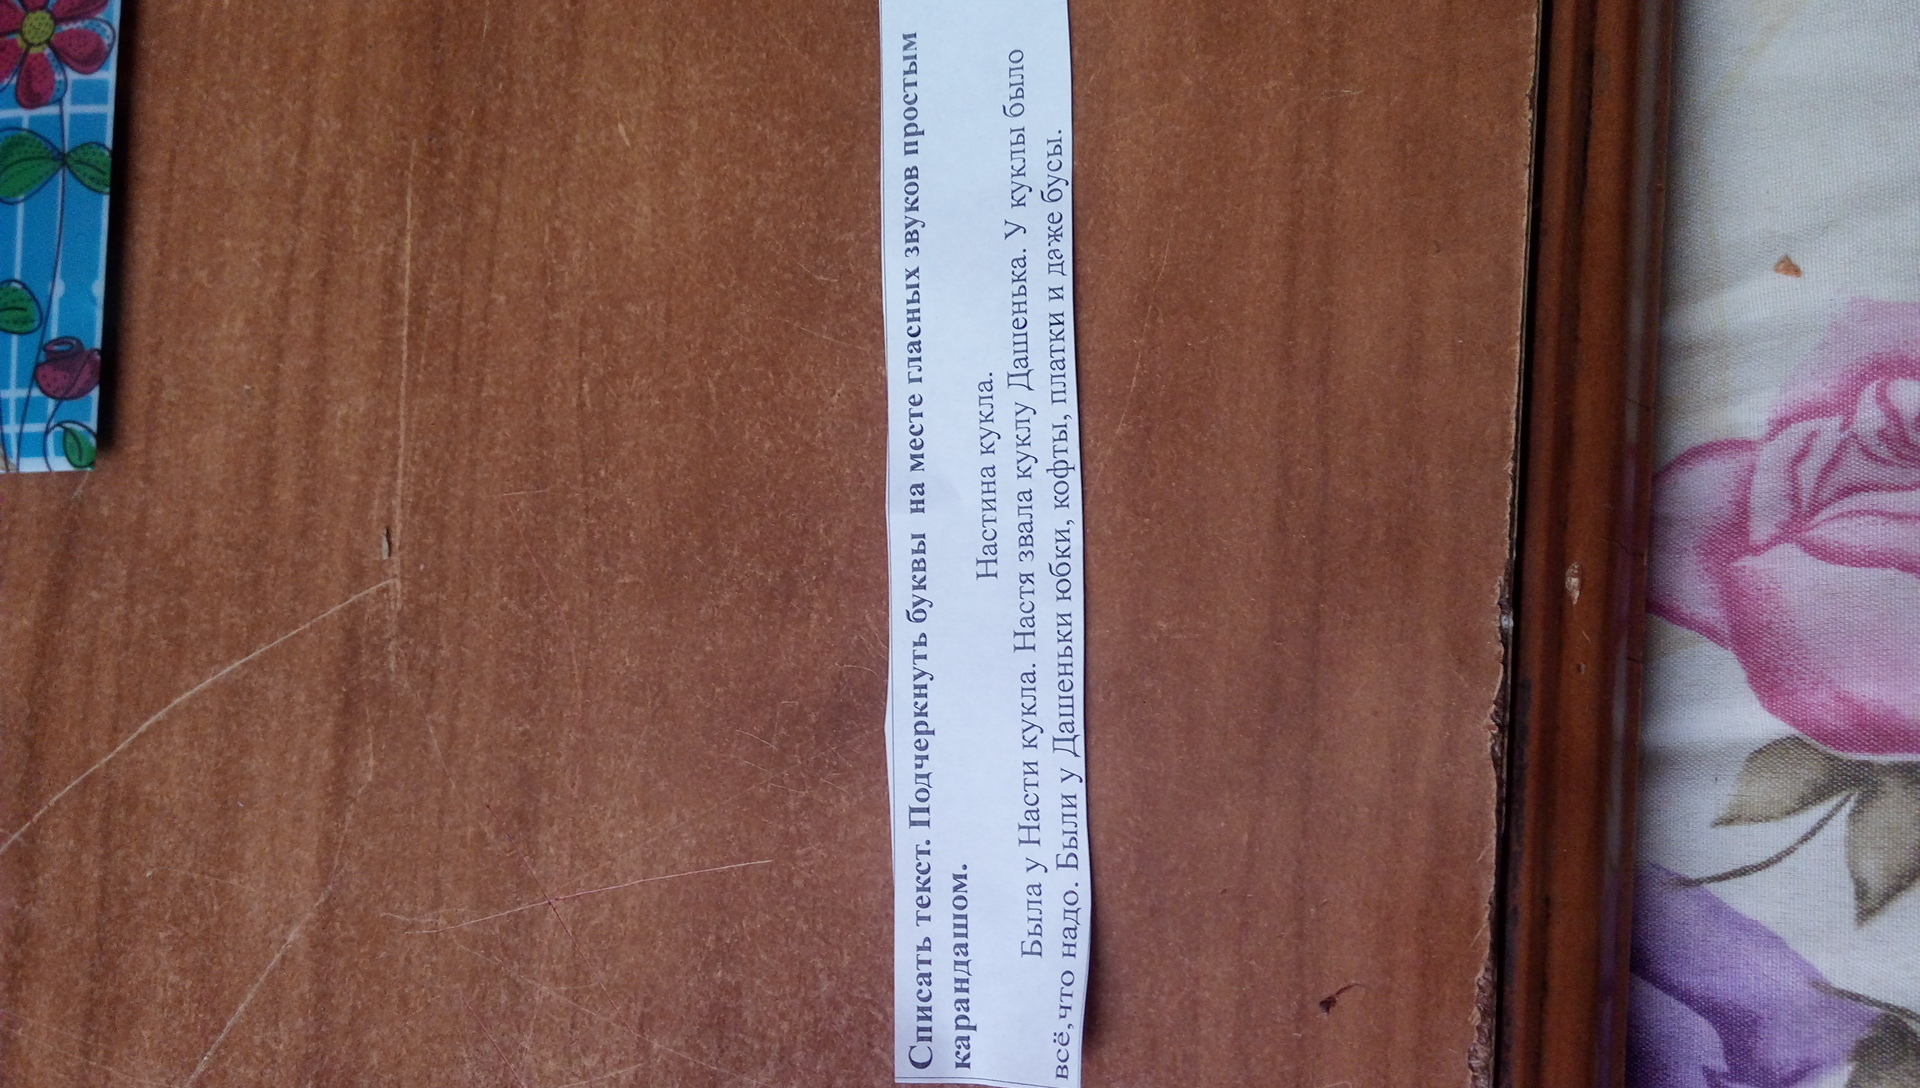 Списать текст. Подчеркнуть буквы на месте гласных звуков простым
карандашом.
Настина кукла.
Была у Насти кукла. Настя звала куклу Дашенька. У куклы было
всё,что надо. Были у Дашеньки юбки, кофты, платки и даже бусы.